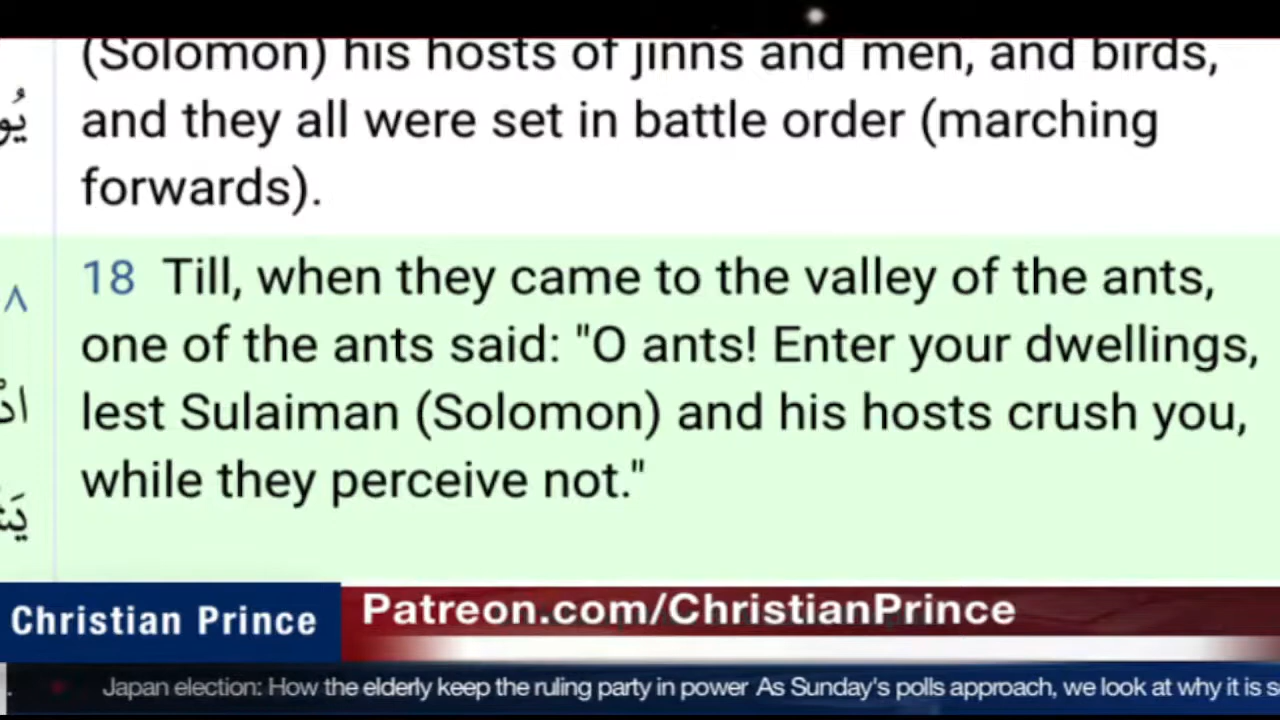 (Solomon) his hosts of jinns and men, and birds,
and they all were set in battle order (marching
forwards).
18 Till, when they came to the valley of the ants,
one of the ants said: "O ants! Enter your dwellings,
lest Sulaiman (Solomon) and his hosts crush you,
while they perceive not."
Christian Prince
Patreon.com/ChristianPrince
Japan election: How the elderly keep the ruling party in power As Sunday's polls approach, we look at why it is